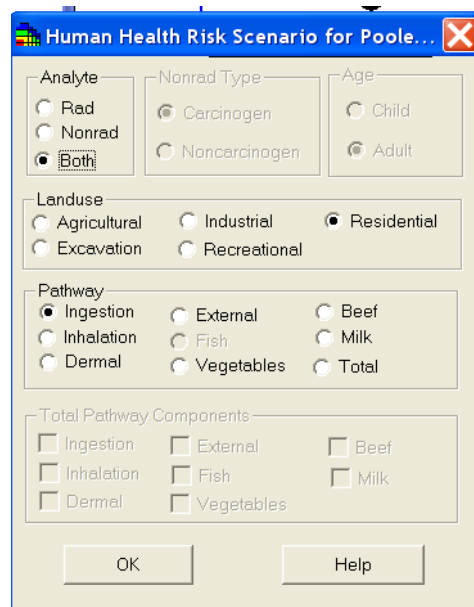 Human Health Risk Scenario for Poole...
Analyte
Rad
Nonrad
Both
Nonrad Type
Carcinogen
Noncarcinogen
Age
Child
Adult
Landuse
Agricultural Industrial Residential
Excavation Recreational
Pathway
Ingestion External Beef
Inhalation Fish Milk
Dermal Vegetables Total
Total Pathway Components
Ingestion External Beef
Inhalation Fish Milk
Dermal Vegetables
OK Help